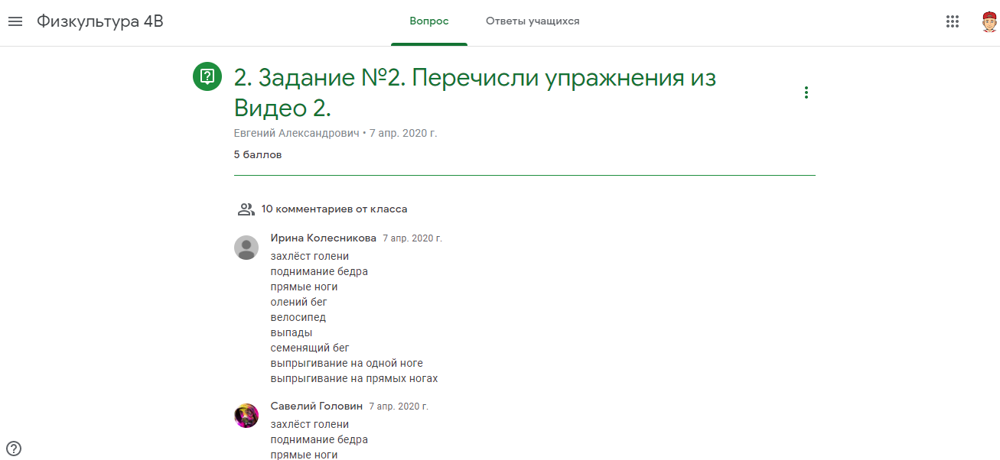 Физкультура 4В
Вопрос
Ответы учащихся
2. Задание №2. Перечисли упражнения из
Видео 2.
Евгений Александрович • 7 апр. 2020 г.
5 баллов
10 комментариев от класса
Ирина Колесникова 7 апр. 2020 г.
захлёст голени
поднимание бедра
прямые ноги
олений бег
велосипед
выпады
семенящий бег
выпрыгивание на одной ноге
выпрыгивание на прямых ногах
Савелий Головин 7 апр. 2020 г.
захлёст голени
поднимание бедра
прямые ноги